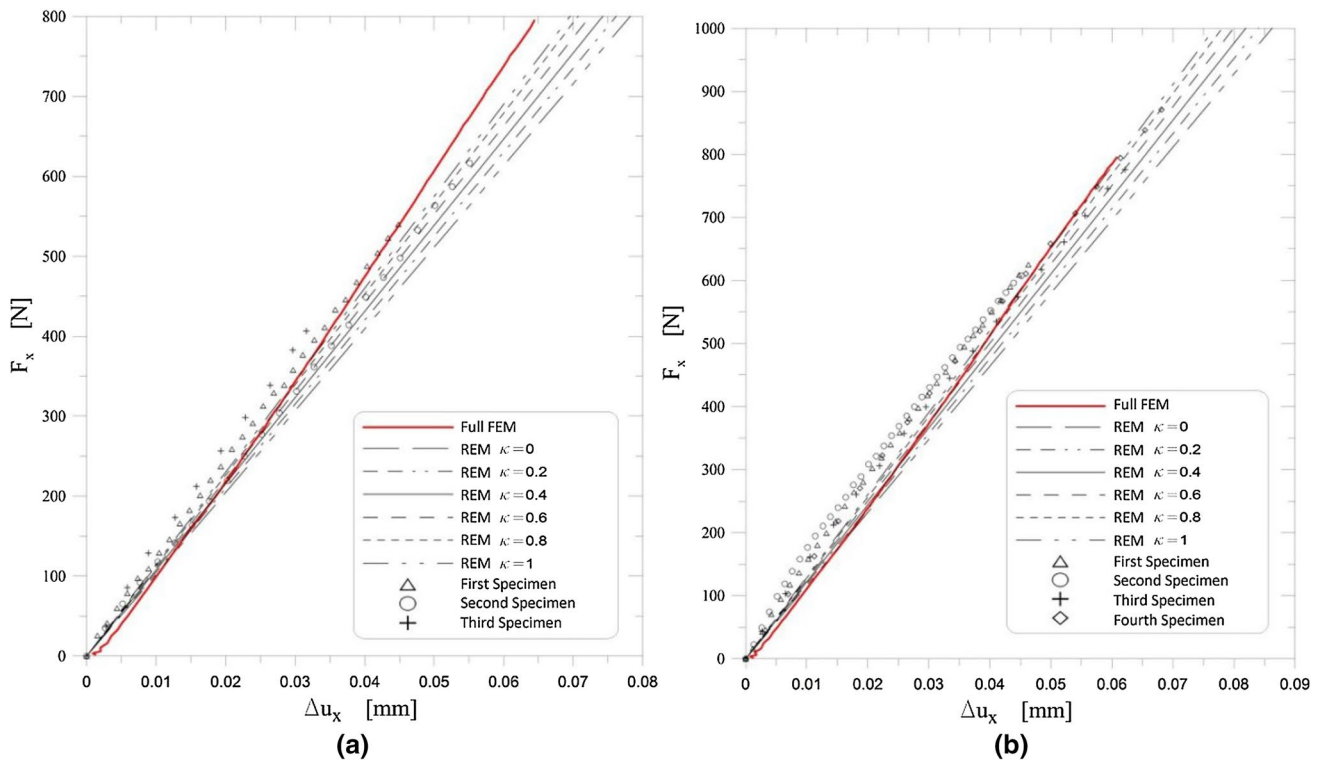 800
700
600
500
400
300
200
100
0
F_x [N]
0 0.01 0.02 0.03 0.04 0.05 0.06 0.07 0.08
Δu_x [mm]
Full FEM
REM κ=0
REM κ=0.2
REM κ=0.4
REM κ=0.6
REM κ=0.8
REM κ=1
First Specimen
Second Specimen
Third Specimen
(a)
1000
900
800
700
600
500
400
300
200
100
0
F_x [N]
0 0.01 0.02 0.03 0.04 0.05 0.06 0.07 0.08 0.09
Δu_x [mm]
Full FEM
REM κ=0
REM κ=0.2
REM κ=0.4
REM κ=0.6
REM κ=0.8
REM κ=1
First Specimen
Second Specimen
Third Specimen
Fourth Specimen
(b)